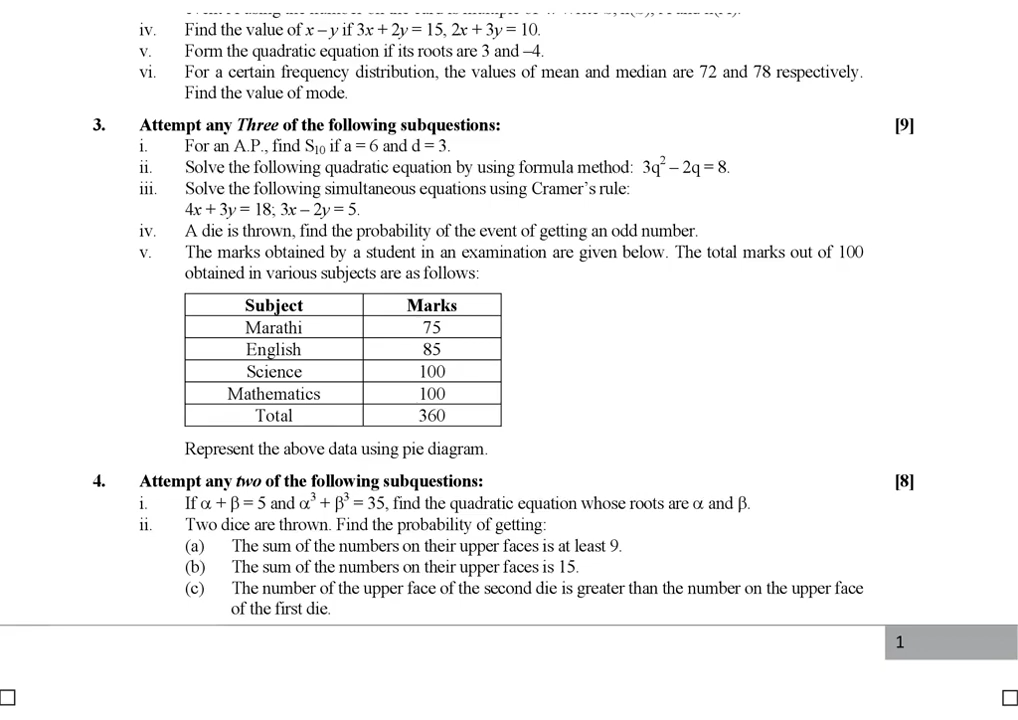 iv. Find the value of x – y if 3x + 2y = 15, 2x + 3y = 10.
v. Form the quadratic equation if its roots are 3 and –4.
vi. For a certain frequency distribution, the values of mean and median are 72 and 78 respectively.
Find the value of mode.
3. Attempt any Three of the following subquestions: [9]
i. For an A.P., find S₁₀ if a = 6 and d = 3.
ii. Solve the following quadratic equation by using formula method: 3q² – 2q = 8.
iii. Solve the following simultaneous equations using Cramer's rule:
4x + 3y = 18; 3x – 2y = 5.
iv. A die is thrown, find the probability of the event of getting an odd number.
v. The marks obtained by a student in an examination are given below. The total marks out of 100
obtained in various subjects are as follows:
Subject Marks
Marathi 75
English 85
Science 100
Mathematics 100
Total 360
Represent the above data using pie diagram.
4. Attempt any two of the following subquestions: [8]
i. If α + β = 5 and α³ + β³ = 35, find the quadratic equation whose roots are α and β.
ii. Two dice are thrown. Find the probability of getting:
(a) The sum of the numbers on their upper faces is at least 9.
(b) The sum of the numbers on their upper faces is 15.
(c) The number of the upper face of the second die is greater than the number on the upper face
of the first die.
1